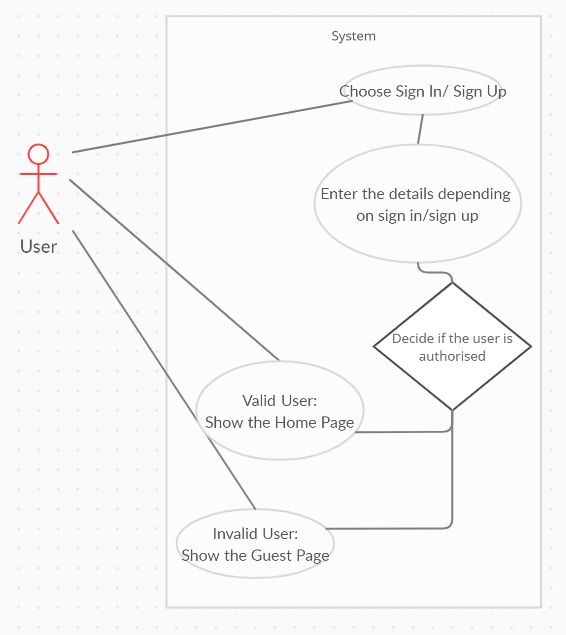 System
Choose Sign In/ Sign Up
Enter the details depending
on sign in/sign up
User
Decide if the user is
authorised
Valid User:
Show the Home Page
Invalid User:
Show the Guest Page